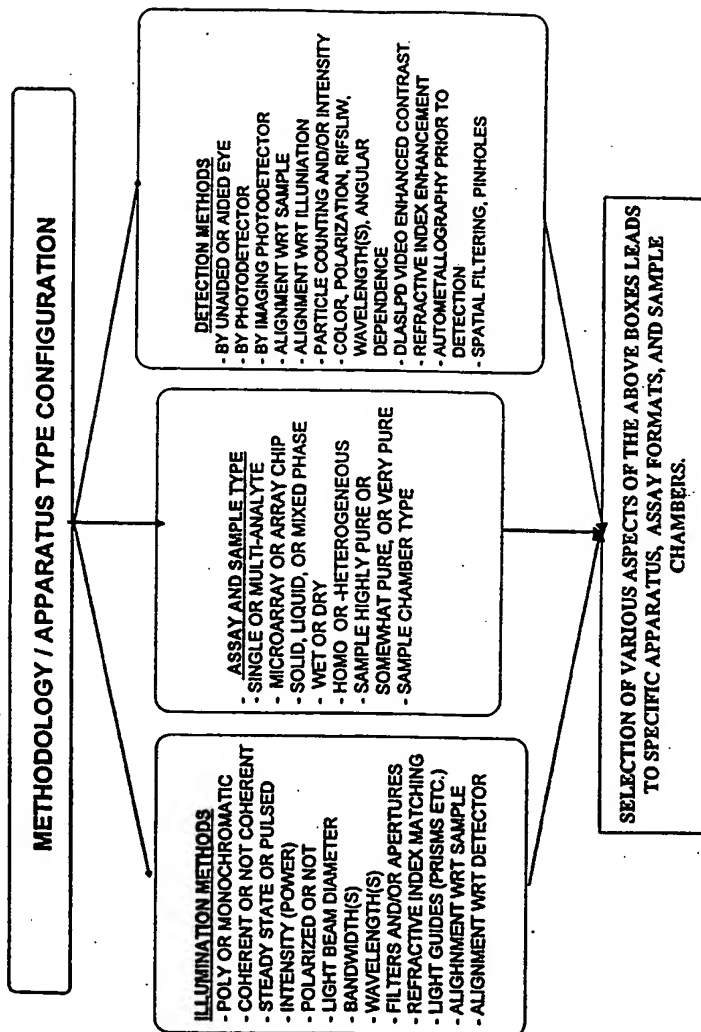 METHODOLOGY / APPARATUS TYPE CONFIGURATION
ILLUMINATION METHODS
- POLY OR MONOCHROMATIC
- COHERENT OR NOT COHERENT
- STEADY STATE OR PULSED
- INTENSITY (POWER)
- POLARIZED OR NOT
- LIGHT BEAM DIAMETER
- BANDWIDTH(S)
- WAVELENGTH(S)
- FILTERS AND/OR APERTURES
- REFRACTIVE INDEX MATCHING
- LIGHT GUIDES (PRISMS ETC.)
- ALIGHNMENT WRT SAMPLE
- ALIGNMENT WRT DETECTOR
ASSAY AND SAMPLE TYPE
- SINGLE OR MULTI-ANALYTE
- MICROARRAY OR ARRAY CHIP
- SOLID, LIQUID, OR MIXED PHASE
- WET OR DRY
- HOMO OR -HETEROGENEOUS
- SAMPLE HIGHLY PURE OR
SOMEWHAT PURE, OR VERY PURE
- SAMPLE CHAMBER TYPE
DETECTION METHODS
- BY UNAIDED OR AIDED EYE
- BY PHOTODETECTOR
- BY IMAGING PHOTODETECTOR
- ALIGNMENT WRT SAMPLE
- ALIGNMENT WRT ILLUNIATION
- PARTICLE COUNTING AND/OR INTENSITY
- COLOR, POLARIZATION, RIFSLIW,
WAVELENGTH(S), ANGULAR
DEPENDENCE
- DLASLPD VIDEO ENHANCED CONTRAST.
- REFRACTIVE INDEX ENHANCEMENT
- AUTOMETALLOGRAPHY PRIOR TO
DETECTION
- SPATIAL FILTERING, PINHOLES
SELECTION OF VARIOUS ASPECTS OF THE ABOVE BOXES LEADS
TO SPECIFIC APPARATUS, ASSAY FORMATS, AND SAMPLE
CHAMBERS.